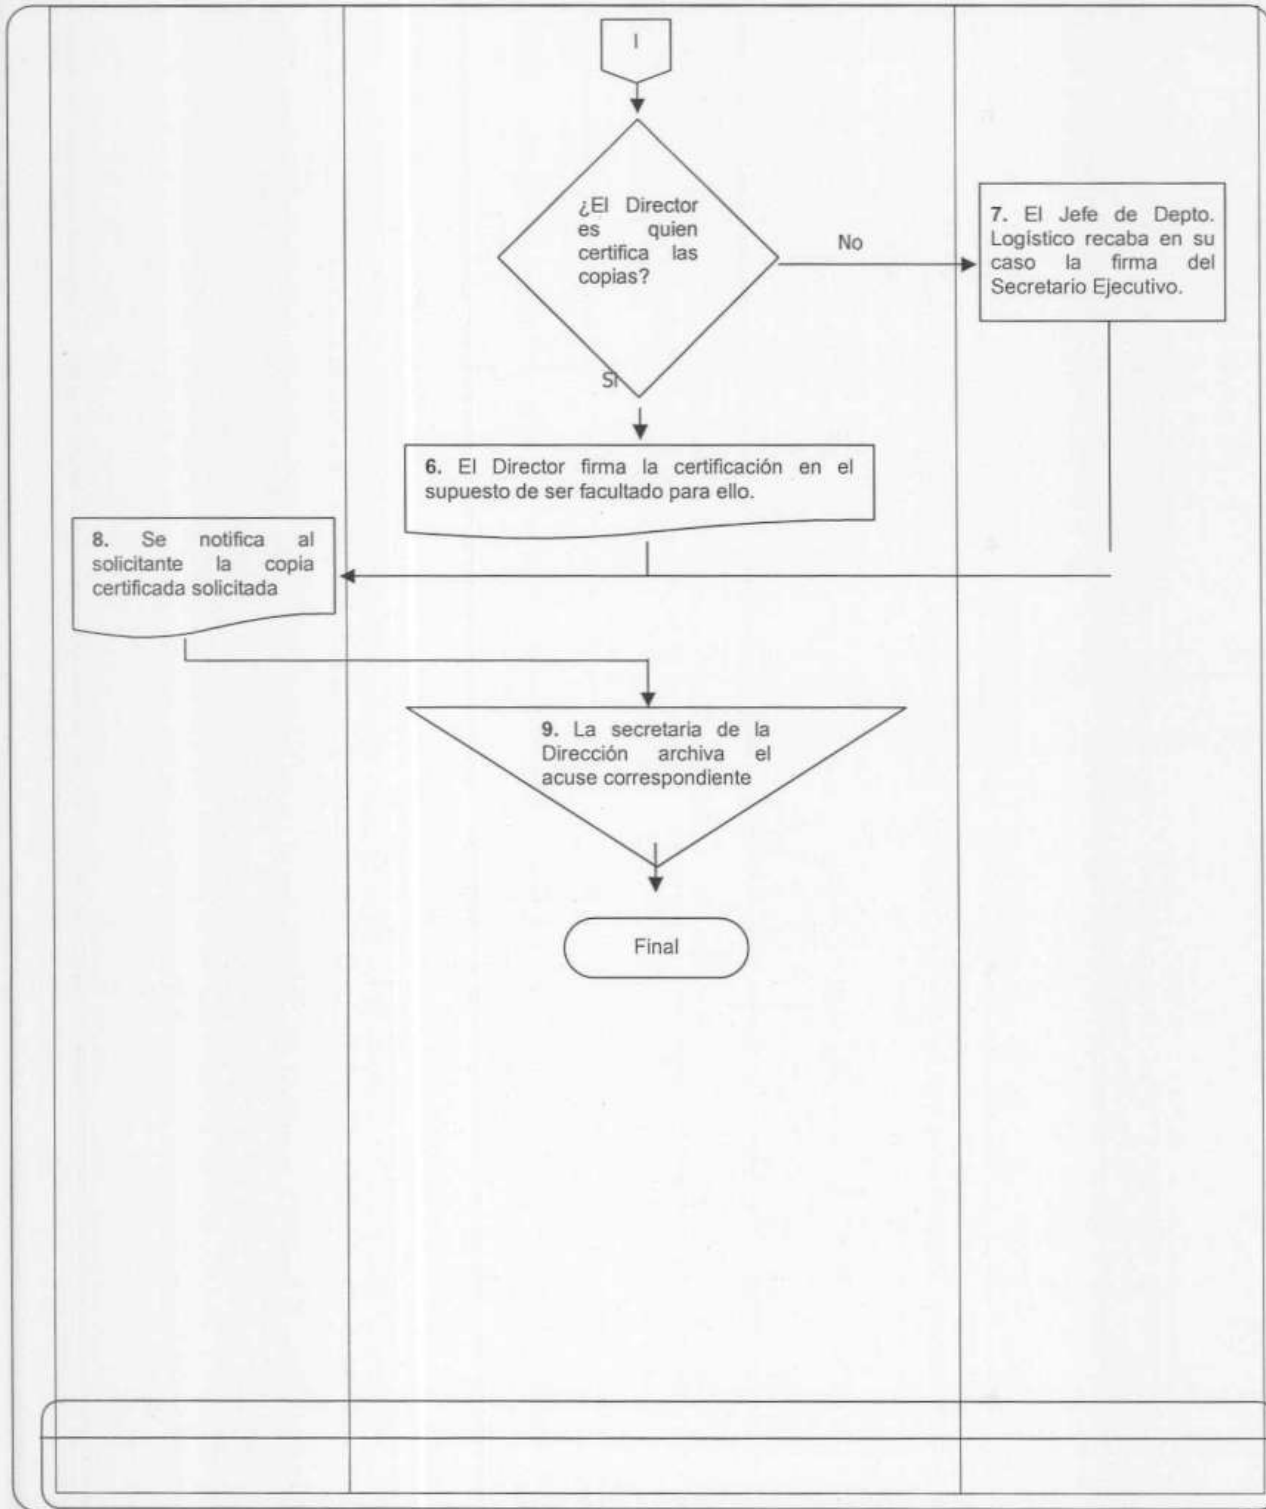 I
¿El Director
es quien
certifica las
copias?
No
SI
7. El Jefe de Depto.
Logístico recaba en su
caso la firma del
Secretario Ejecutivo.
6. El Director firma la certificación en el
supuesto de ser facultado para ello.
8. Se notifica al
solicitante la copia
certificada solicitada
9. La secretaria de la
Dirección archiva el
acuse correspondiente
Final